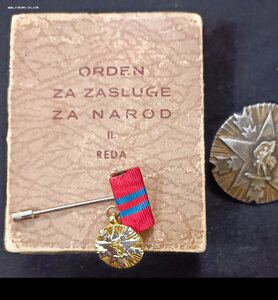 ORDEN
ZA ZASLUGE
ZA NAROD
II.
REDA